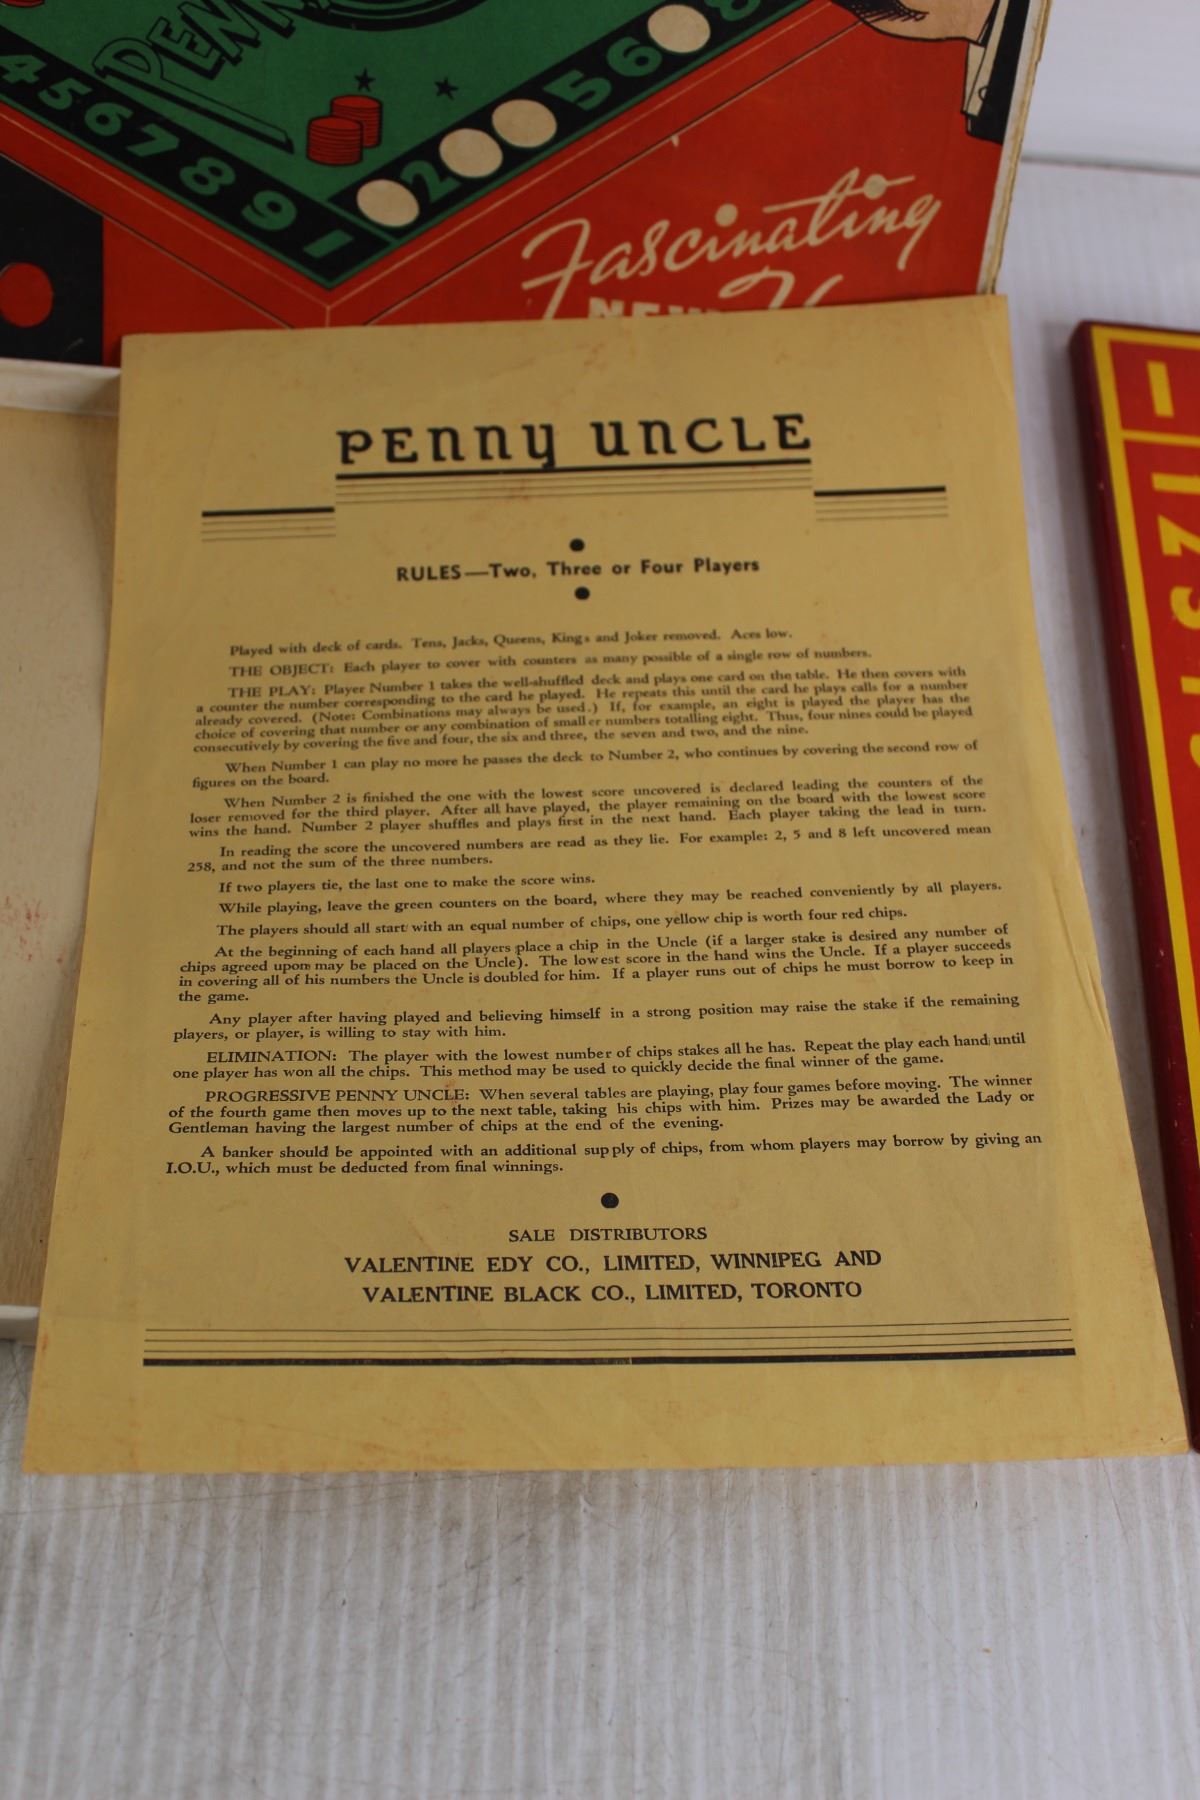 4 5 6 7 8 9 1
2 5 6 8
Fascinating
PENNY UNCLE
RULES—Two, Three or Four Players
Played with deck of cards. Tens, Jacks, Queens, Kings and Joker removed. Aces low.
THE OBJECT: Each player to cover with counters as many possible of a single row of numbers.
THE PLAY: Player Number 1 takes the well-shuffled deck and plays one card on the table. He then covers with
a counter the number corresponding to the card he played. He repeats this until the card he plays calls for a number
already covered. (Note: Combinations may always be used.) If, for example, an eight is played the player has the
choice of covering that number or any combination of smaller numbers totalling eight. Thus, four nines could be played
consecutively by covering the five and four, the six and three, the seven and two, and the nine.
When Number 1 can play no more he passes the deck to Number 2, who continues by covering the second row of
figures on the board.
When Number 2 is finished the one with the lowest score uncovered is declared leading the counters of the
loser removed for the third player. After all have played, the player remaining on the board with the lowest score
wins the hand. Number 2 player shuffles and plays first in the next hand. Each player taking the lead in turn.
In reading the score the uncovered numbers are read as they lie. For example: 2, 5 and 8 left uncovered mean
258, and not the sum of the three numbers.
If two players tie, the last one to make the score wins.
While playing, leave the green counters on the board, where they may be reached conveniently by all players.
The players should all start with an equal number of chips, one yellow chip is worth four red chips.
At the beginning of each hand all players place a chip in the Uncle (if a larger stake is desired any number of
chips agreed upon may be placed on the Uncle). The lowest score in the hand wins the Uncle. If a player succeeds
in covering all of his numbers the Uncle is doubled for him. If a player runs out of chips he must borrow to keep in
the game.
Any player after having played and believing himself in a strong position may raise the stake if the remaining
players, or player, is willing to stay with him.
ELIMINATION: The player with the lowest number of chips stakes all he has. Repeat the play each hand until
one player has won all the chips. This method may be used to quickly decide the final winner of the game.
PROGRESSIVE PENNY UNCLE: When several tables are playing, play four games before moving. The winner
of the fourth game then moves up to the next table, taking his chips with him. Prizes may be awarded the Lady or
Gentleman having the largest number of chips at the end of the evening.
A banker should be appointed with an additional supply of chips, from whom players may borrow by giving an
I.O.U., which must be deducted from final winnings.
SALE DISTRIBUTORS
VALENTINE EDY CO., LIMITED, WINNIPEG AND
VALENTINE BLACK CO., LIMITED, TORONTO